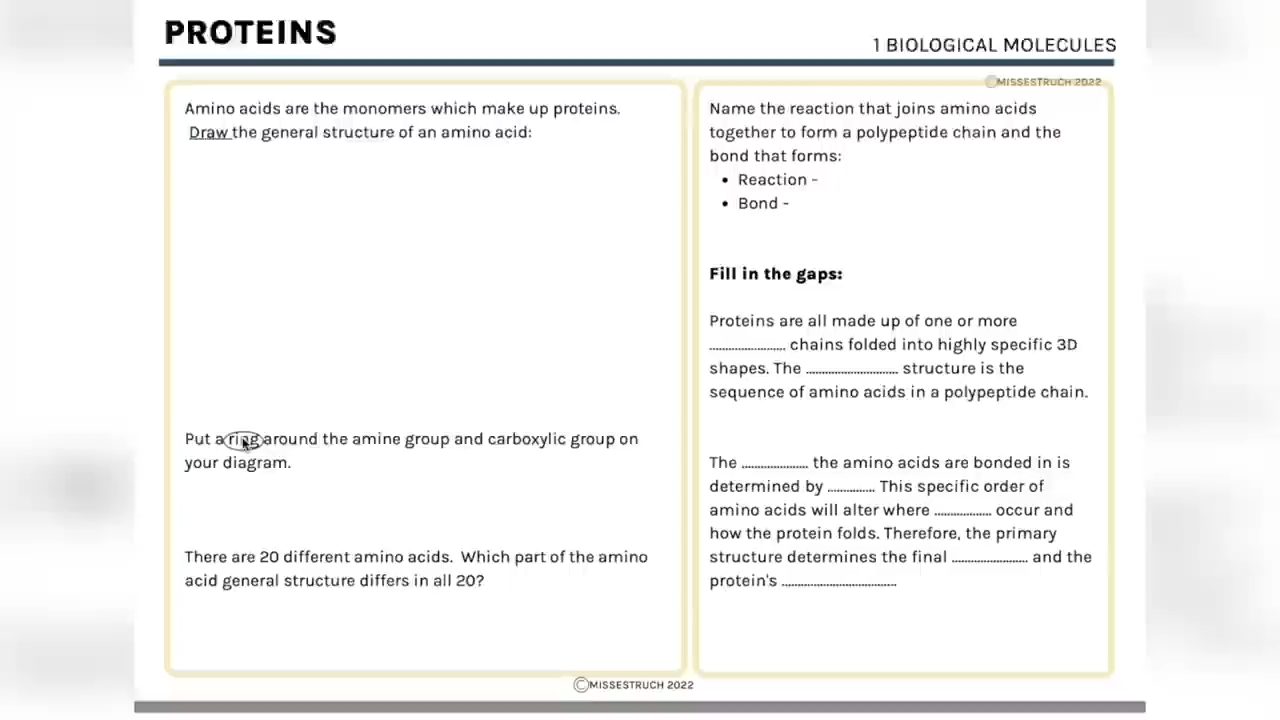 PROTEINS
1 BIOLOGICAL MOLECULES
©MISSESTRUCH 2022
Amino acids are the monomers which make up proteins.
Draw the general structure of an amino acid:
Put a ring around the amine group and carboxylic group on
your diagram.
There are 20 different amino acids. Which part of the amino
acid general structure differs in all 20?
Name the reaction that joins amino acids
together to form a polypeptide chain and the
bond that forms:
• Reaction -
• Bond -
Fill in the gaps:
Proteins are all made up of one or more
........................ chains folded into highly specific 3D
shapes. The ............................. structure is the
sequence of amino acids in a polypeptide chain.
The ..................... the amino acids are bonded in is
determined by ............... This specific order of
amino acids will alter where .................. occur and
how the protein folds. Therefore, the primary
structure determines the final ........................ and the
protein's ....................................
©MISSESTRUCH 2022